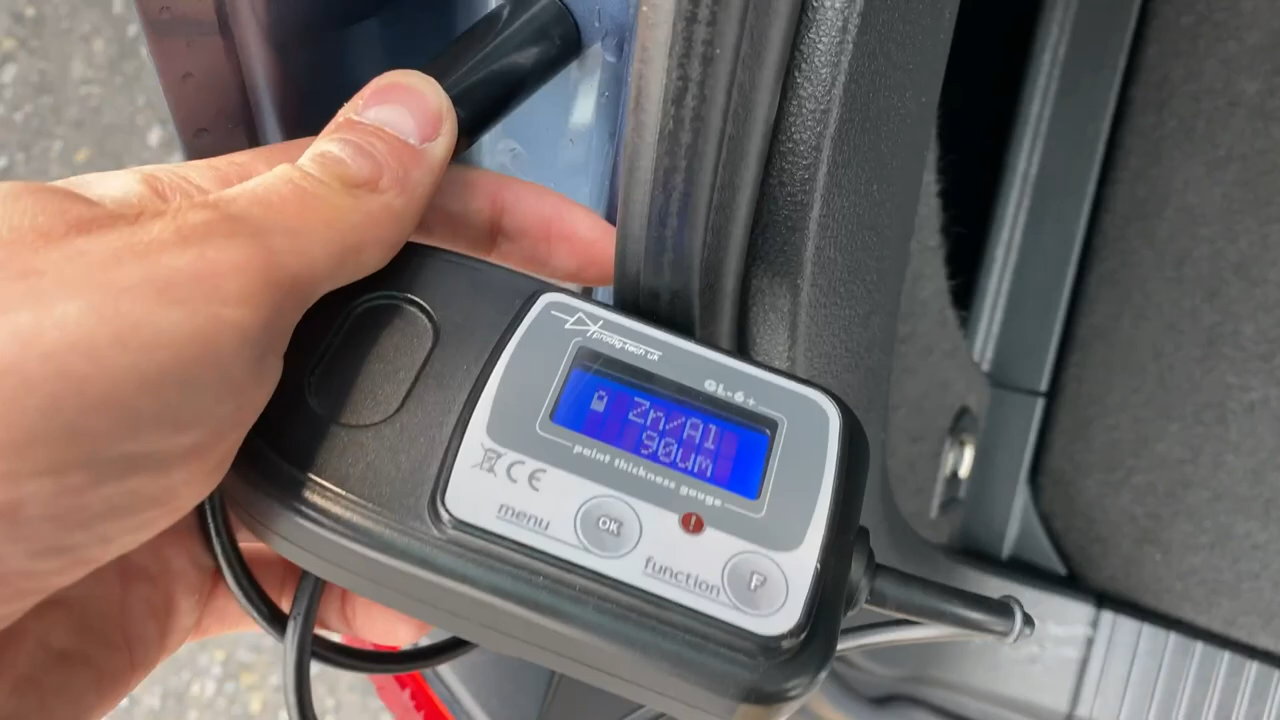 prodig-tech uk
GL-6+
Zn/Al
90um
paint thickness gauge
CE
menu
OK
!
function
F